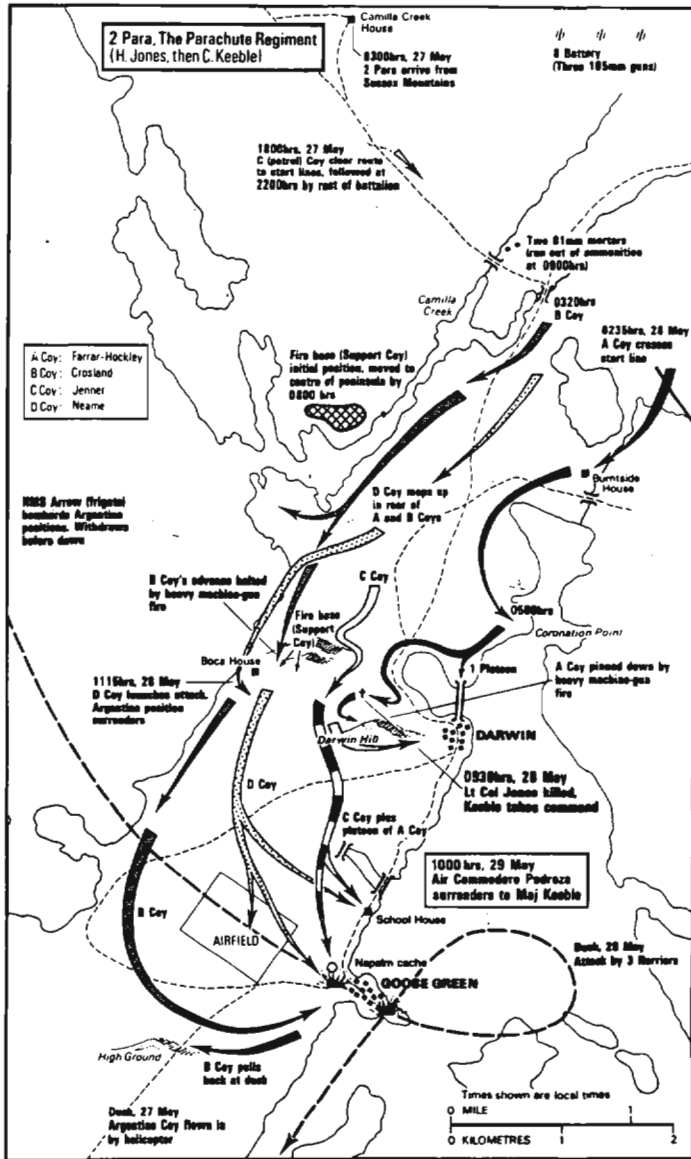 2 Para, The Parachute Regiment
(H. Jones, then C. Keeble)
Camilla Creek
House
0300hrs, 27 May
2 Para arrive from
Sussex Mountains
8 Battery
(Three 105mm guns)
1800hrs, 27 May
C (patrol) Coy clear route
to start lines, followed at
2200hrs by rest of battalion
Two 81mm mortars
(run out of ammunition
at 0900hrs)
Camilla
Creek
0320hrs
B Coy
0235hrs, 28 May
A Coy crosses
start line
A Coy: Farrar-Hockley
B Coy: Crosland
C Coy: Jenner
D Coy: Neame
Fire base (Support Coy)
initial position, moved to
centre of peninsula by
0800 hrs
Burntside
House
HMS Arrow (frigate)
bombards Argentine
positions. Withdraws
before dawn
D Coy mops up
in rear of
A and B Coys
B Coy's advance halted
by heavy machine-gun
fire
C Coy
Fire base
(Support
Coy)
0500hrs
Coronation Point
Boca House
1 Platoon
A Coy pinned down by
heavy machine-gun
fire
1115hrs, 28 May
D Coy launches attack.
Argentine position
surrenders
Darwin Hill
DARWIN
0930hrs, 28 May
Lt Col Jones killed,
Keeble takes command
D Coy
C Coy plus
platoon of A Coy
1000 hrs, 29 May
Air Commodore Pedroza
surrenders to Maj Keeble
B Coy
AIRFIELD
School House
Napalm cache
GOOSE GREEN
Dusk, 28 May
Attack by 3 Harriers
High Ground
B Coy pulls
back at dusk
Dusk, 27 May
Argentine Coy flown in
by helicopter
Times shown are local times
0 MILE 1
0 KILOMETRES 1 2